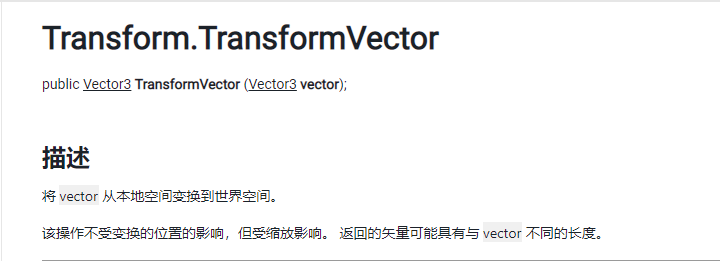 Transform.TransformVector
public Vector3 TransformVector (Vector3 vector);
描述
将 vector 从本地空间变换到世界空间。
该操作不受变换的位置的影响，但受缩放影响。 返回的矢量可能具有与 vector 不同的长度。